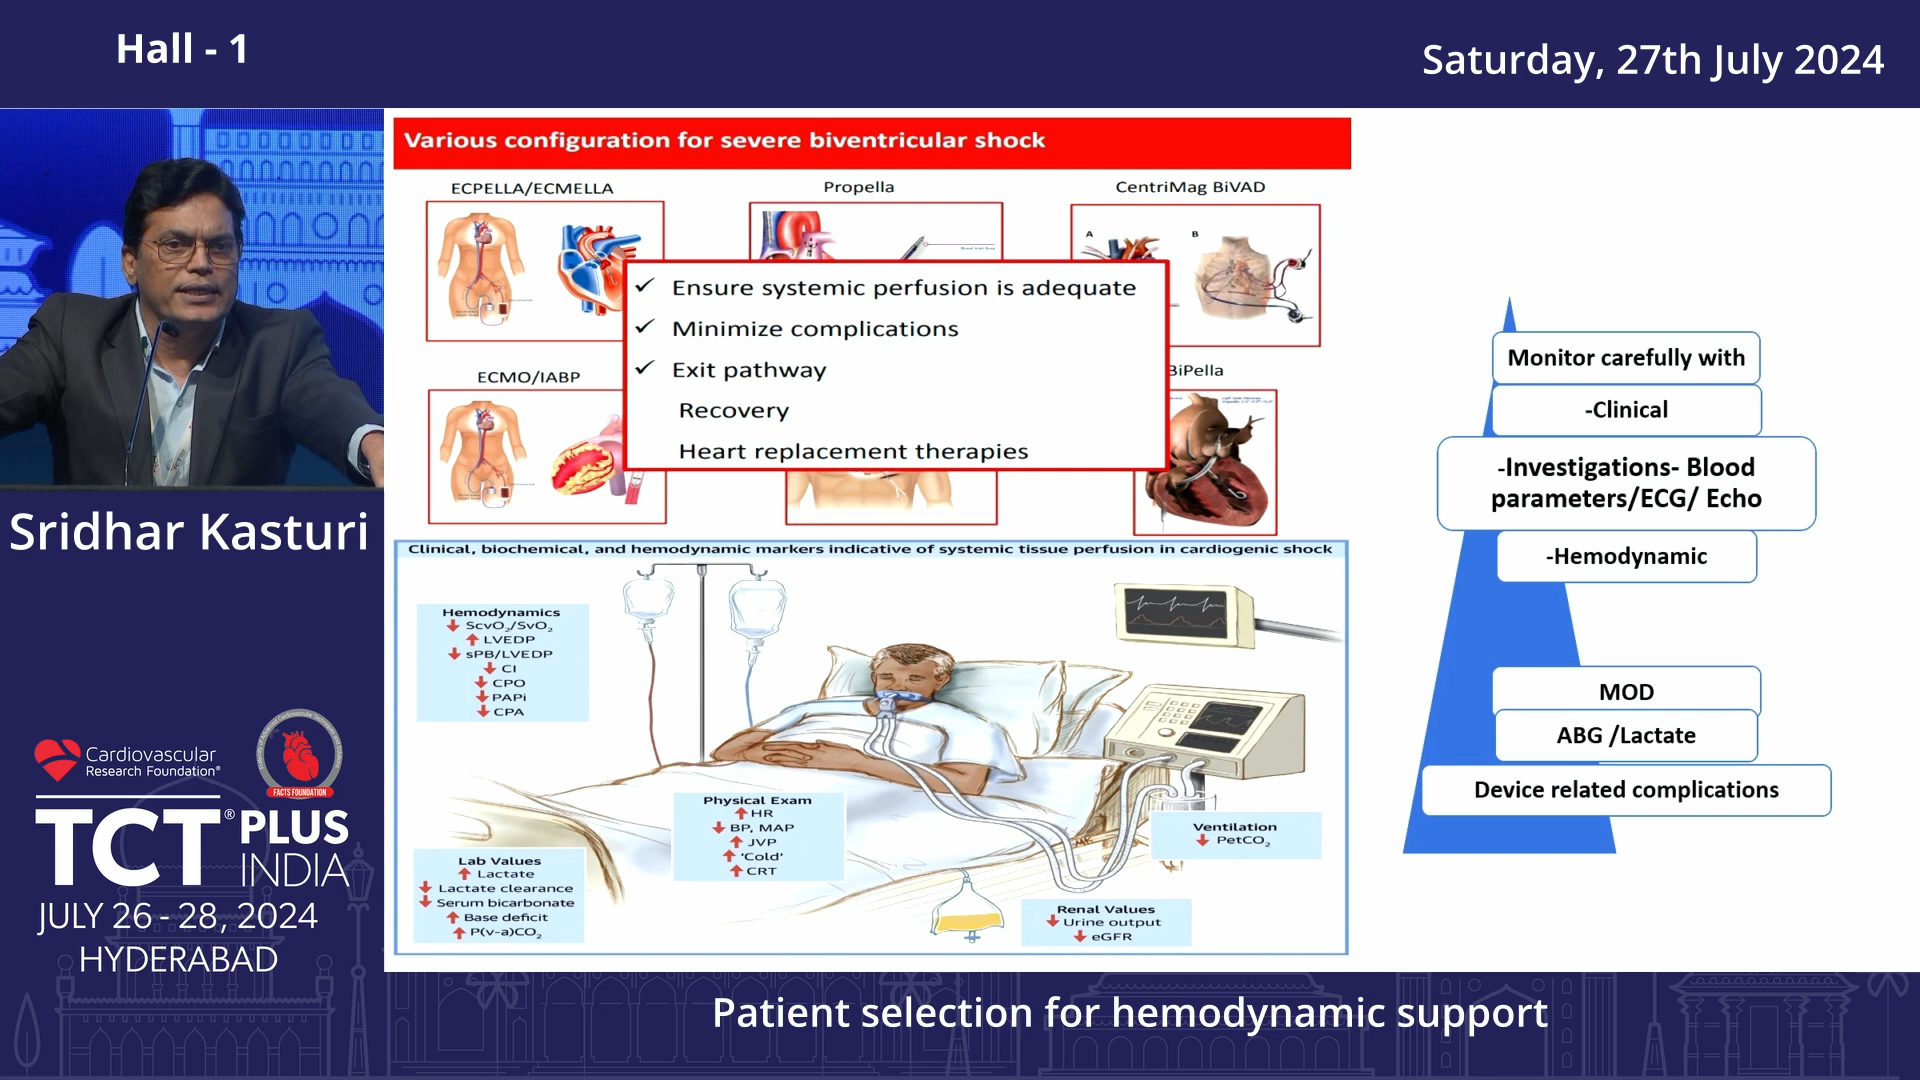 Hall - 1
Saturday, 27th July 2024
Various configuration for severe biventricular shock
ECPELLA/ECMELLA
Propella
CentriMag BiVAD
A
B
Ensure systemic perfusion is adequate
Minimize complications
Exit pathway
Recovery
Heart replacement therapies
ECMO/IABP
BiPella
Clinical, biochemical, and hemodynamic markers indicative of systemic tissue perfusion in cardiogenic shock
Hemodynamics
↓ ScvO₂/SvO₂
↑ LVEDP
↓ sPB/LVEDP
↓ CI
↓ CPO
↓ PAPi
↓ CPA
Physical Exam
↑ HR
↓ BP, MAP
↑ JVP
↑ ‘Cold’
↑ CRT
Ventilation
↓ PetCO₂
Lab Values
↑ Lactate
↓ Lactate clearance
↓ Serum bicarbonate
↑ Base deficit
↑ P(v-a)CO₂
Renal Values
↓ Urine output
↓ eGFR
Monitor carefully with
-Clinical
-Investigations- Blood
parameters/ECG/ Echo
-Hemodynamic
MOD
ABG /Lactate
Device related complications
Sridhar Kasturi
Cardiovascular
Research Foundation®
FACTS FOUNDATION
TCT® PLUS
INDIA
JULY 26 - 28, 2024
HYDERABAD
Patient selection for hemodynamic support